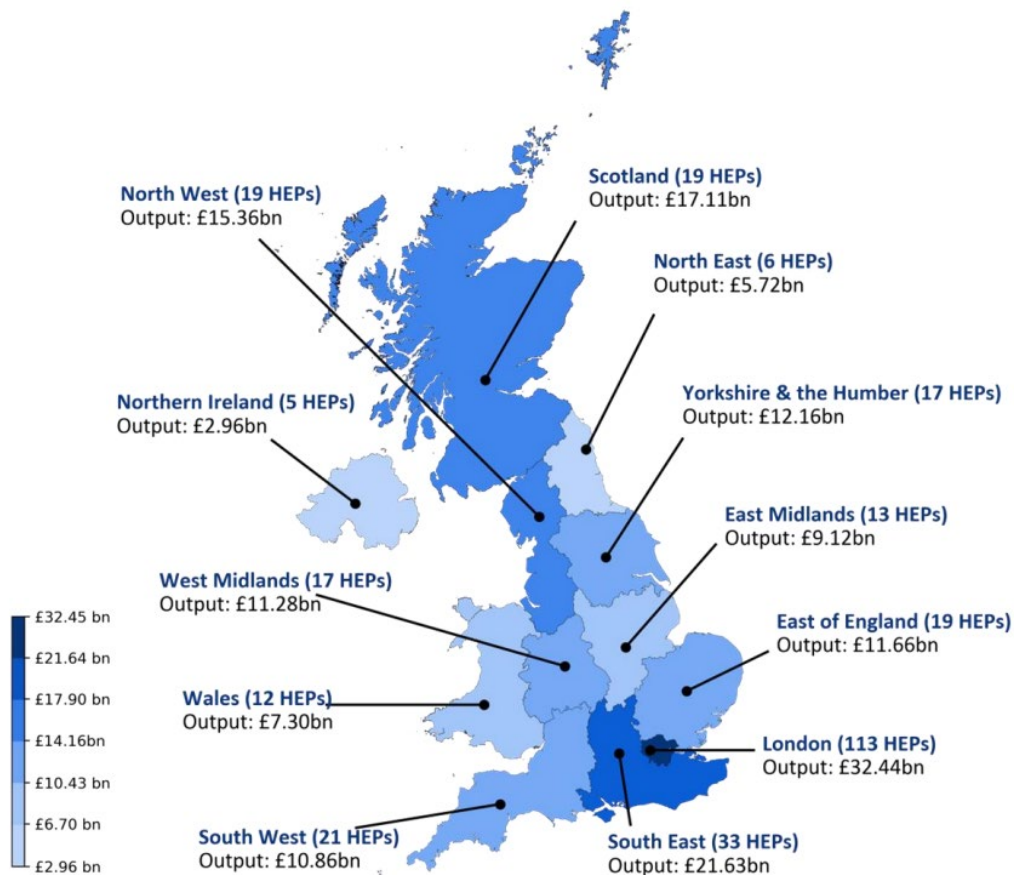 North West (19 HEPs)
Output: £15.36bn
Scotland (19 HEPs)
Output: £17.11bn
North East (6 HEPs)
Output: £5.72bn
Northern Ireland (5 HEPs)
Output: £2.96bn
Yorkshire & the Humber (17 HEPs)
Output: £12.16bn
East Midlands (13 HEPs)
Output: £9.12bn
West Midlands (17 HEPs)
Output: £11.28bn
East of England (19 HEPs)
Output: £11.66bn
Wales (12 HEPs)
Output: £7.30bn
London (113 HEPs)
Output: £32.44bn
South West (21 HEPs)
Output: £10.86bn
South East (33 HEPs)
Output: £21.63bn
£32.45 bn
£21.64 bn
£17.90 bn
£14.16bn
£10.43 bn
£6.70 bn
£2.96 bn